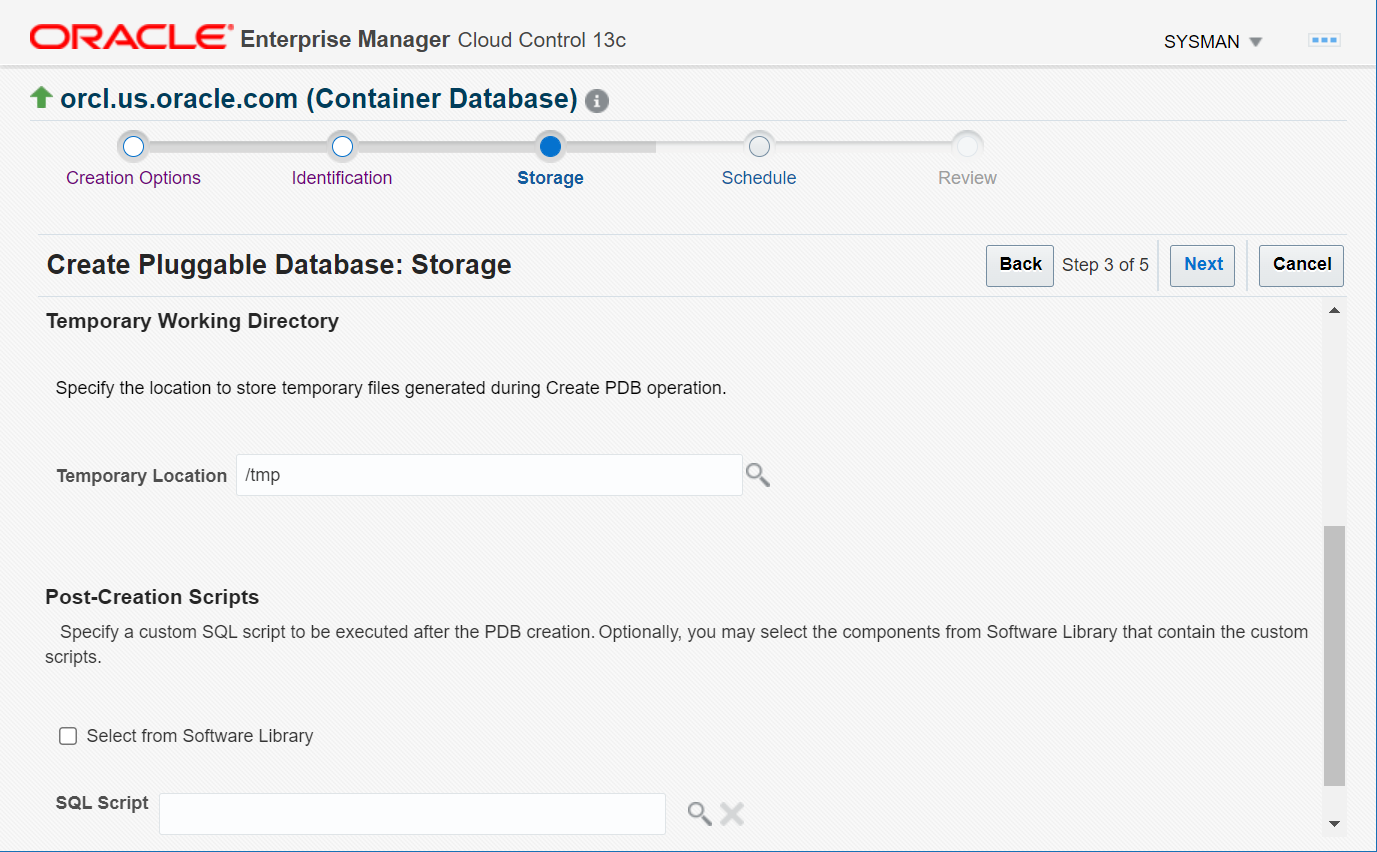 ORACLE® Enterprise Manager Cloud Control 13c
SYSMAN
orcl.us.oracle.com (Container Database)
Creation Options
Identification
Storage
Schedule
Review
Create Pluggable Database: Storage
Back Step 3 of 5 Next Cancel
Temporary Working Directory
Specify the location to store temporary files generated during Create PDB operation.
Temporary Location /tmp
Post-Creation Scripts
Specify a custom SQL script to be executed after the PDB creation. Optionally, you may select the components from Software Library that contain the custom
scripts.
Select from Software Library
SQL Script